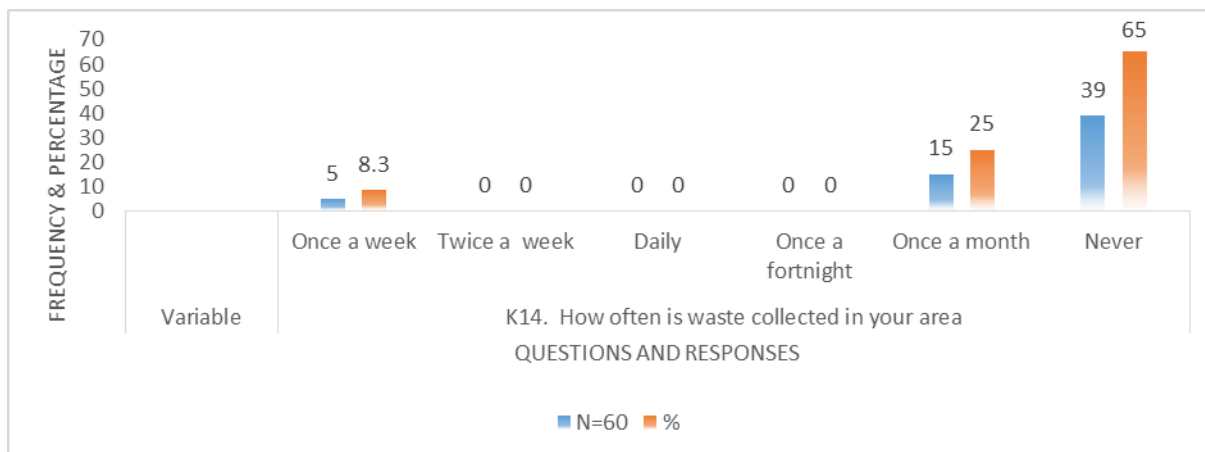 FREQUENCY & PERCENTAGE
70
60
50
40
30
20
10
0
5 8.3
0 0
0 0
0 0
15 25
39 65
Once a week
Twice a  week
Daily
Once a
fortnight
Once a month
Never
Variable
K14.  How often is waste collected in your area
QUESTIONS AND RESPONSES
N=60 %